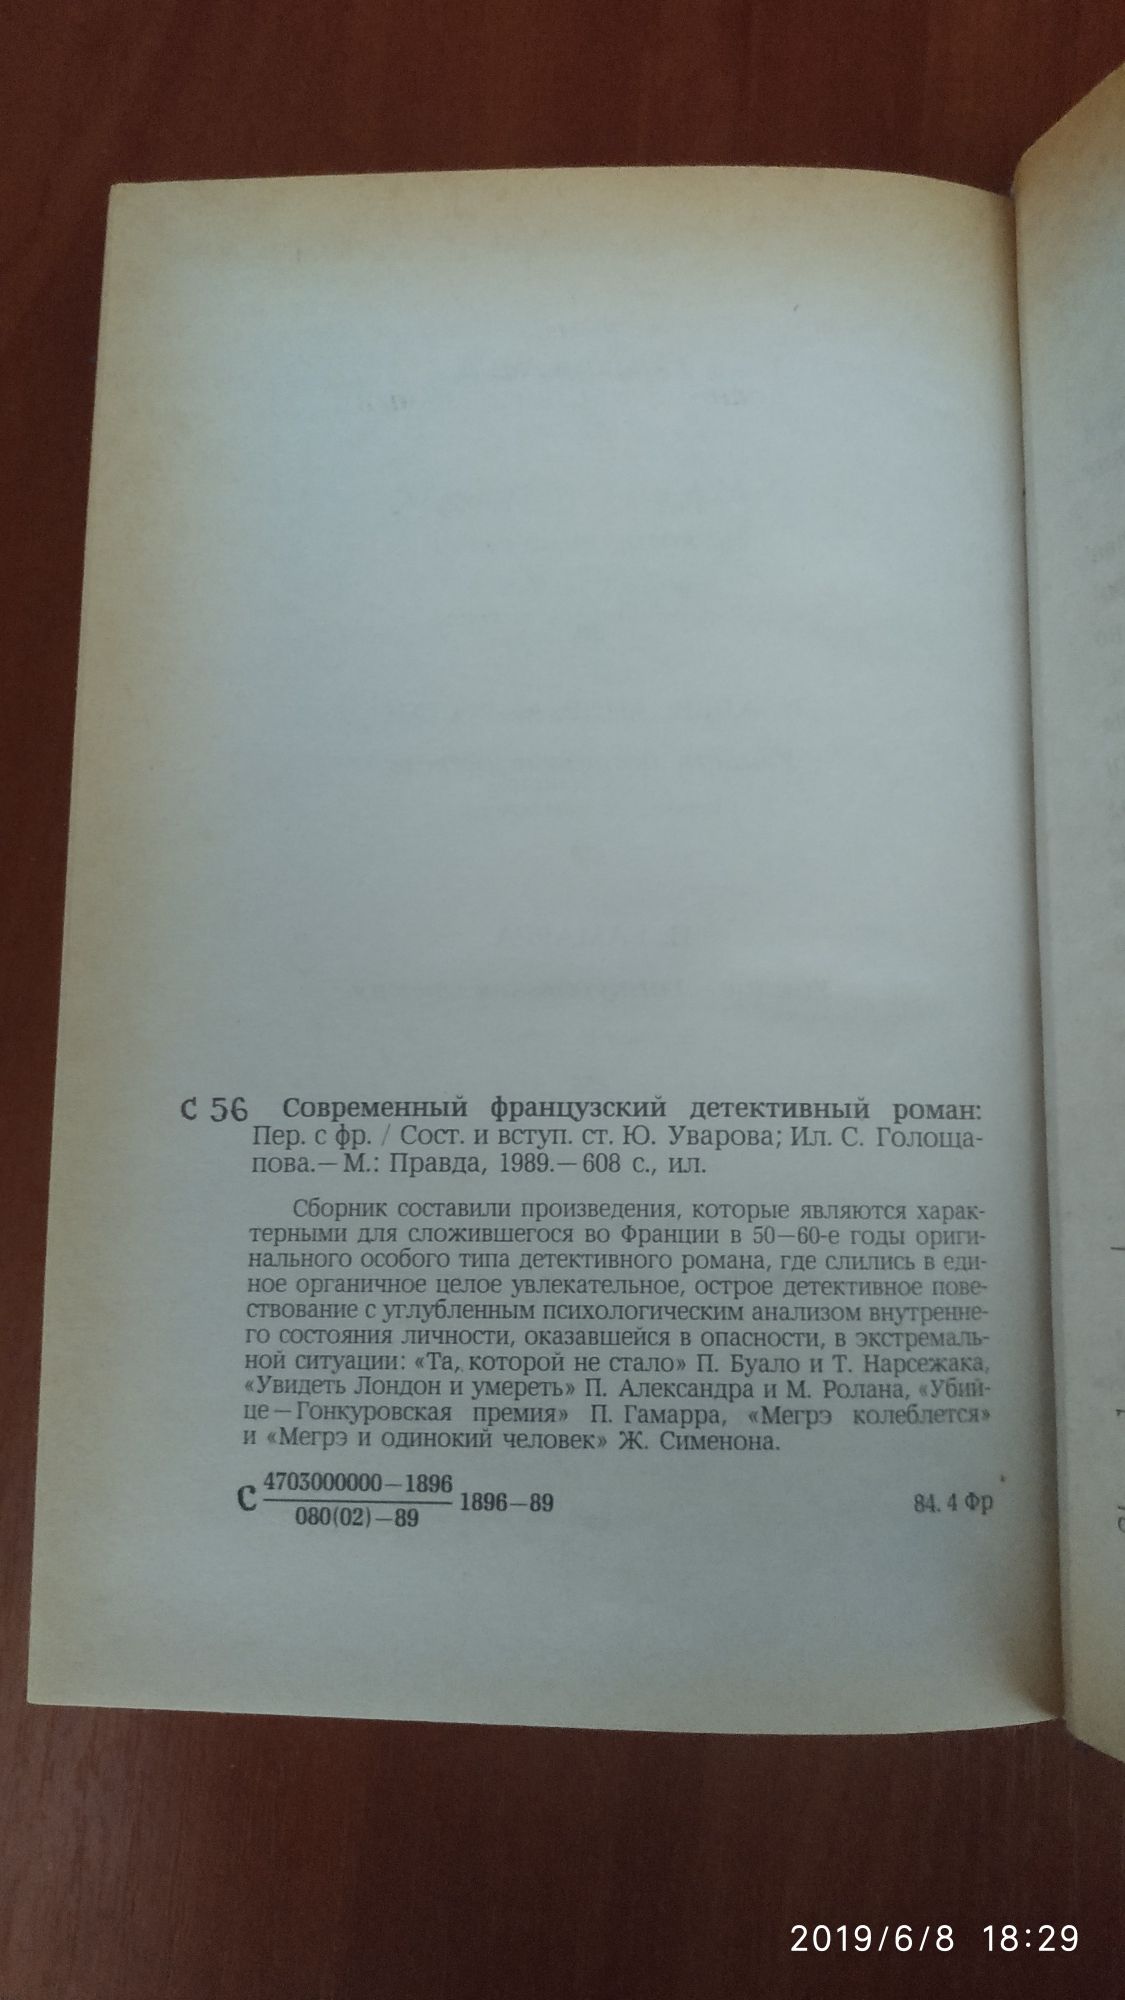 С 56 Современный французский детективный роман:
Пер. с фр. / Сост. и вступ. ст. Ю. Уварова; Ил. С. Голоща-
пова.— М.: Правда, 1989.— 608 с., ил.
Сборник составили произведения, которые являются харак-
терными для сложившегося во Франции в 50—60-е годы ориги-
нального особого типа детективного романа, где слились в еди-
ное органичное целое увлекательное, острое детективное пове-
ствование с углубленным психологическим анализом внутренне-
го состояния личности, оказавшейся в опасности, в экстремаль-
ной ситуации: «Та, которой не стало» П. Буало и Т. Нарсежака,
«Увидеть Лондон и умереть» П. Александра и М. Ролана, «Убий-
це — Гонкуровская премия» П. Гамарра, «Мегрэ колеблется»
и «Мегрэ и одинокий человек» Ж. Сименона.
4703000000—1896
С 1896—89 84. 4 Фр
080(02)—89
2019/6/8 18:29